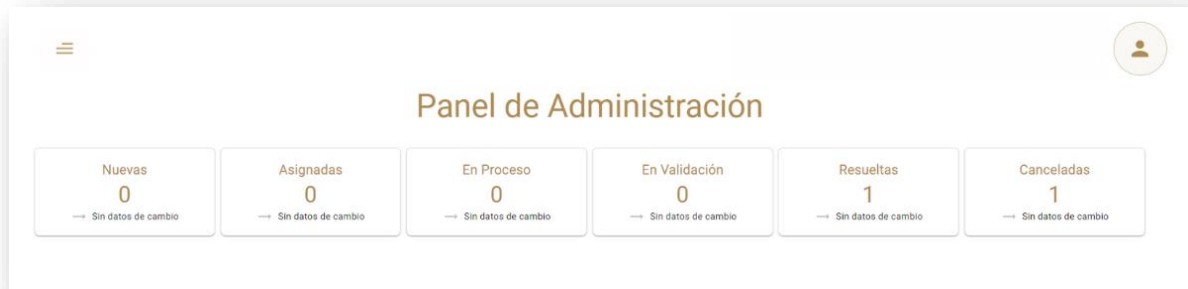 Panel de Administración
Nuevas
0
Sin datos de cambio
Asignadas
0
Sin datos de cambio
En Proceso
0
Sin datos de cambio
En Validación
0
Sin datos de cambio
Resueltas
1
Sin datos de cambio
Canceladas
1
Sin datos de cambio